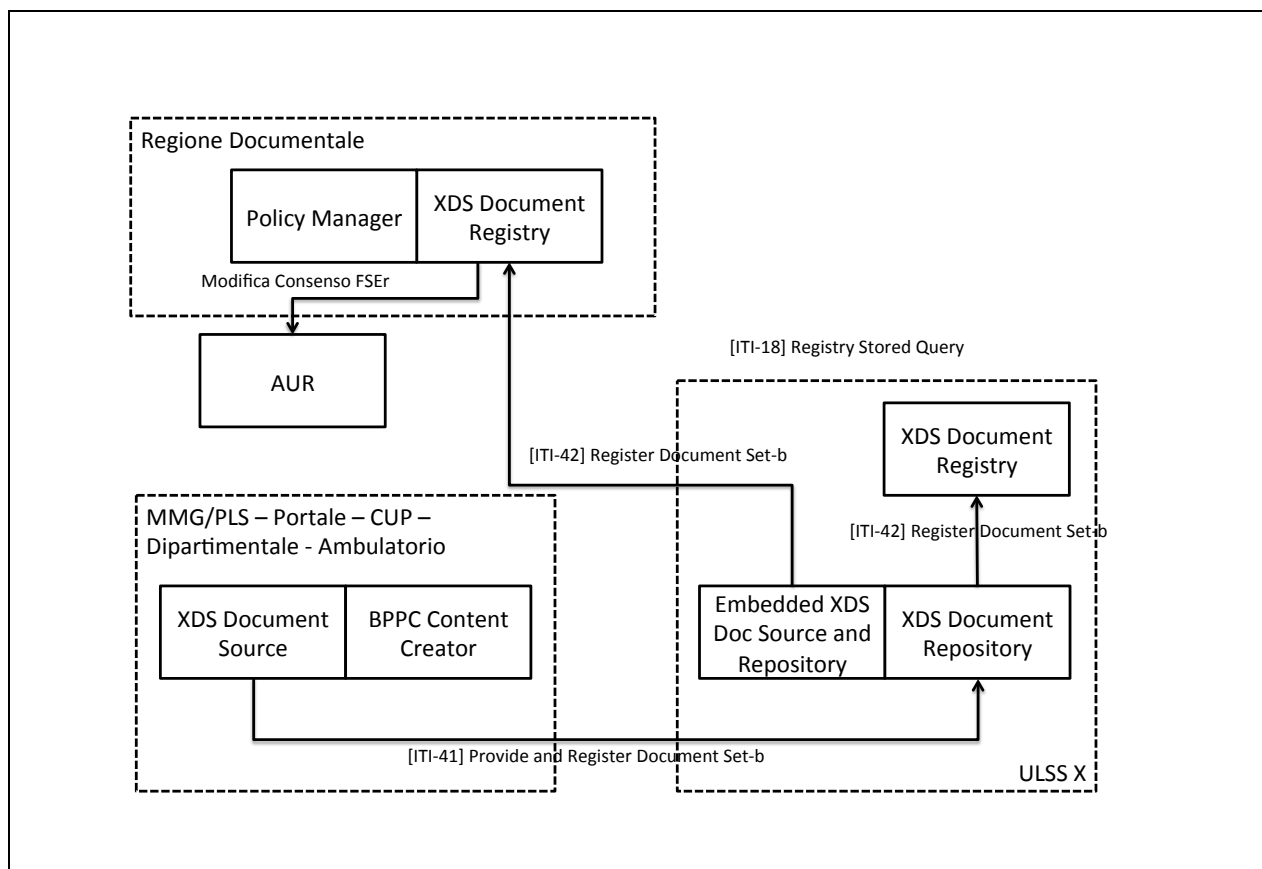 Regione Documentale
Policy Manager
XDS Document
Registry
Modifica Consenso FSEr
AUR
[ITI-18] Registry Stored Query
XDS Document
Registry
[ITI-42] Register Document Set-b
[ITI-42] Register Document Set-b
MMG/PLS – Portale – CUP –
Dipartimentale - Ambulatorio
XDS Document
Source
BPPC Content
Creator
Embedded XDS
Doc Source and
Repository
XDS Document
Repository
[ITI-41] Provide and Register Document Set-b
ULSS X